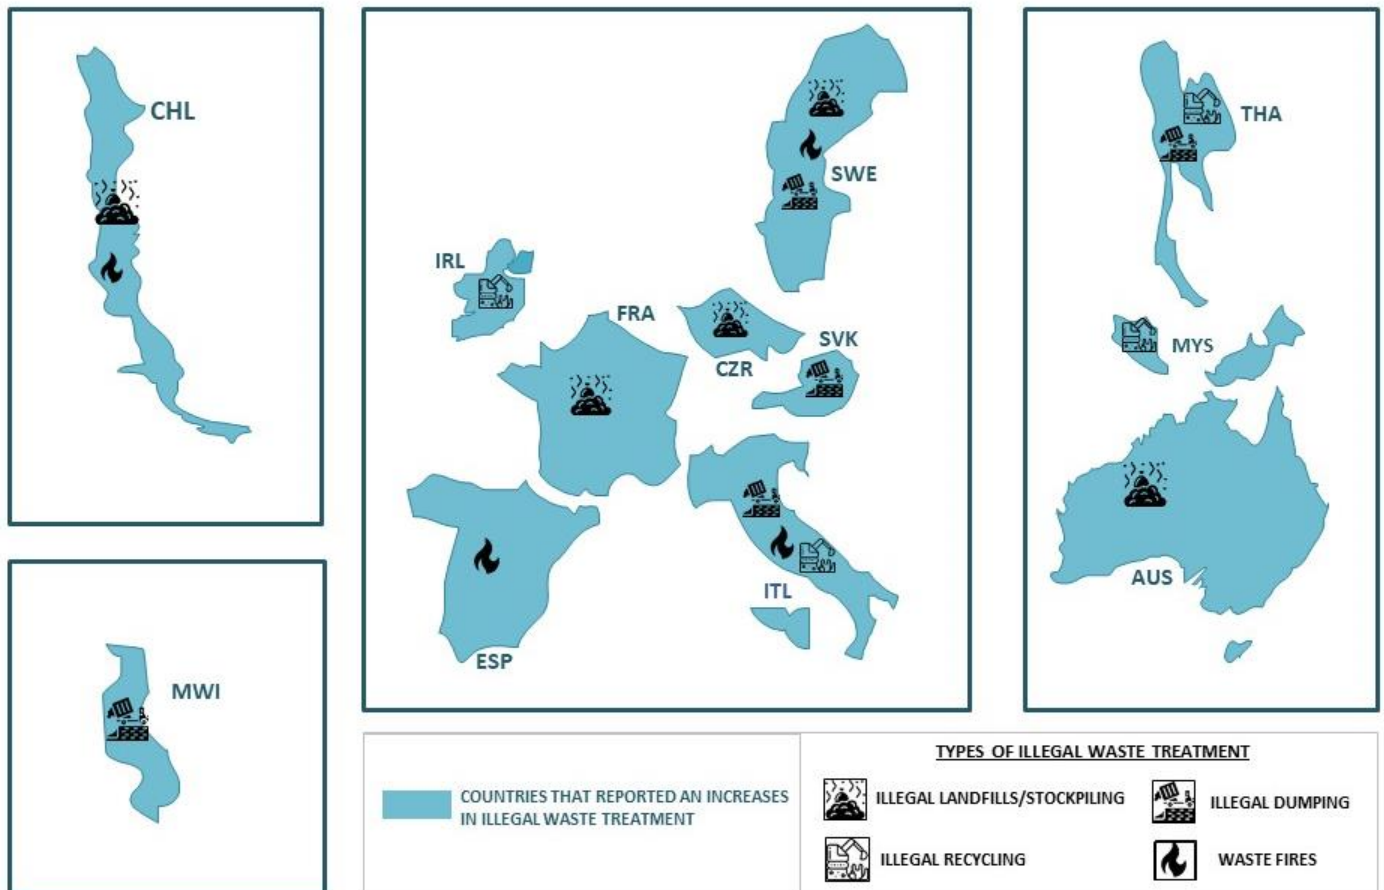 CHL
MWI
SWE
IRL
FRA
SVK
CZR
ITL
ESP
THA
MYS
AUS
COUNTRIES THAT REPORTED AN INCREASES
IN ILLEGAL WASTE TREATMENT
TYPES OF ILLEGAL WASTE TREATMENT
ILLEGAL LANDFILLS/STOCKPILING
ILLEGAL DUMPING
ILLEGAL RECYCLING
WASTE FIRES